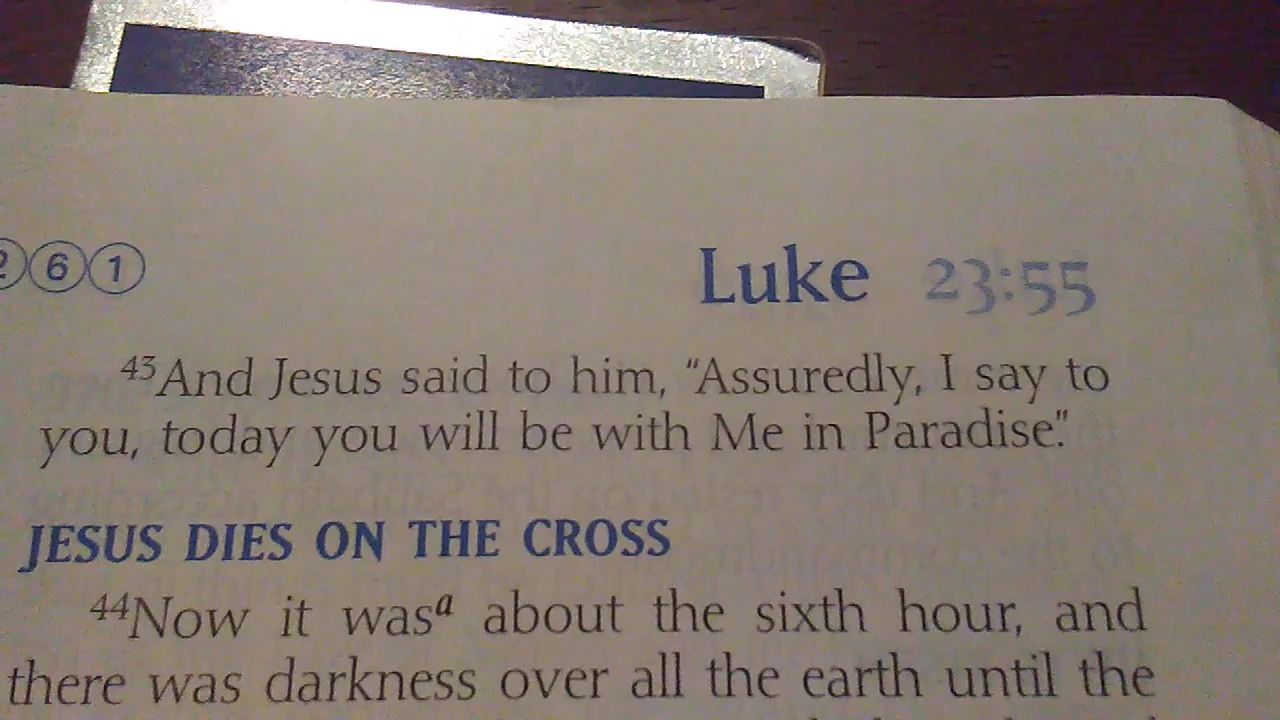 261
Luke 23:55
43And Jesus said to him, “Assuredly, I say to
you, today you will be with Me in Paradise.”
JESUS DIES ON THE CROSS
44Now it wasa about the sixth hour, and
there was darkness over all the earth until the